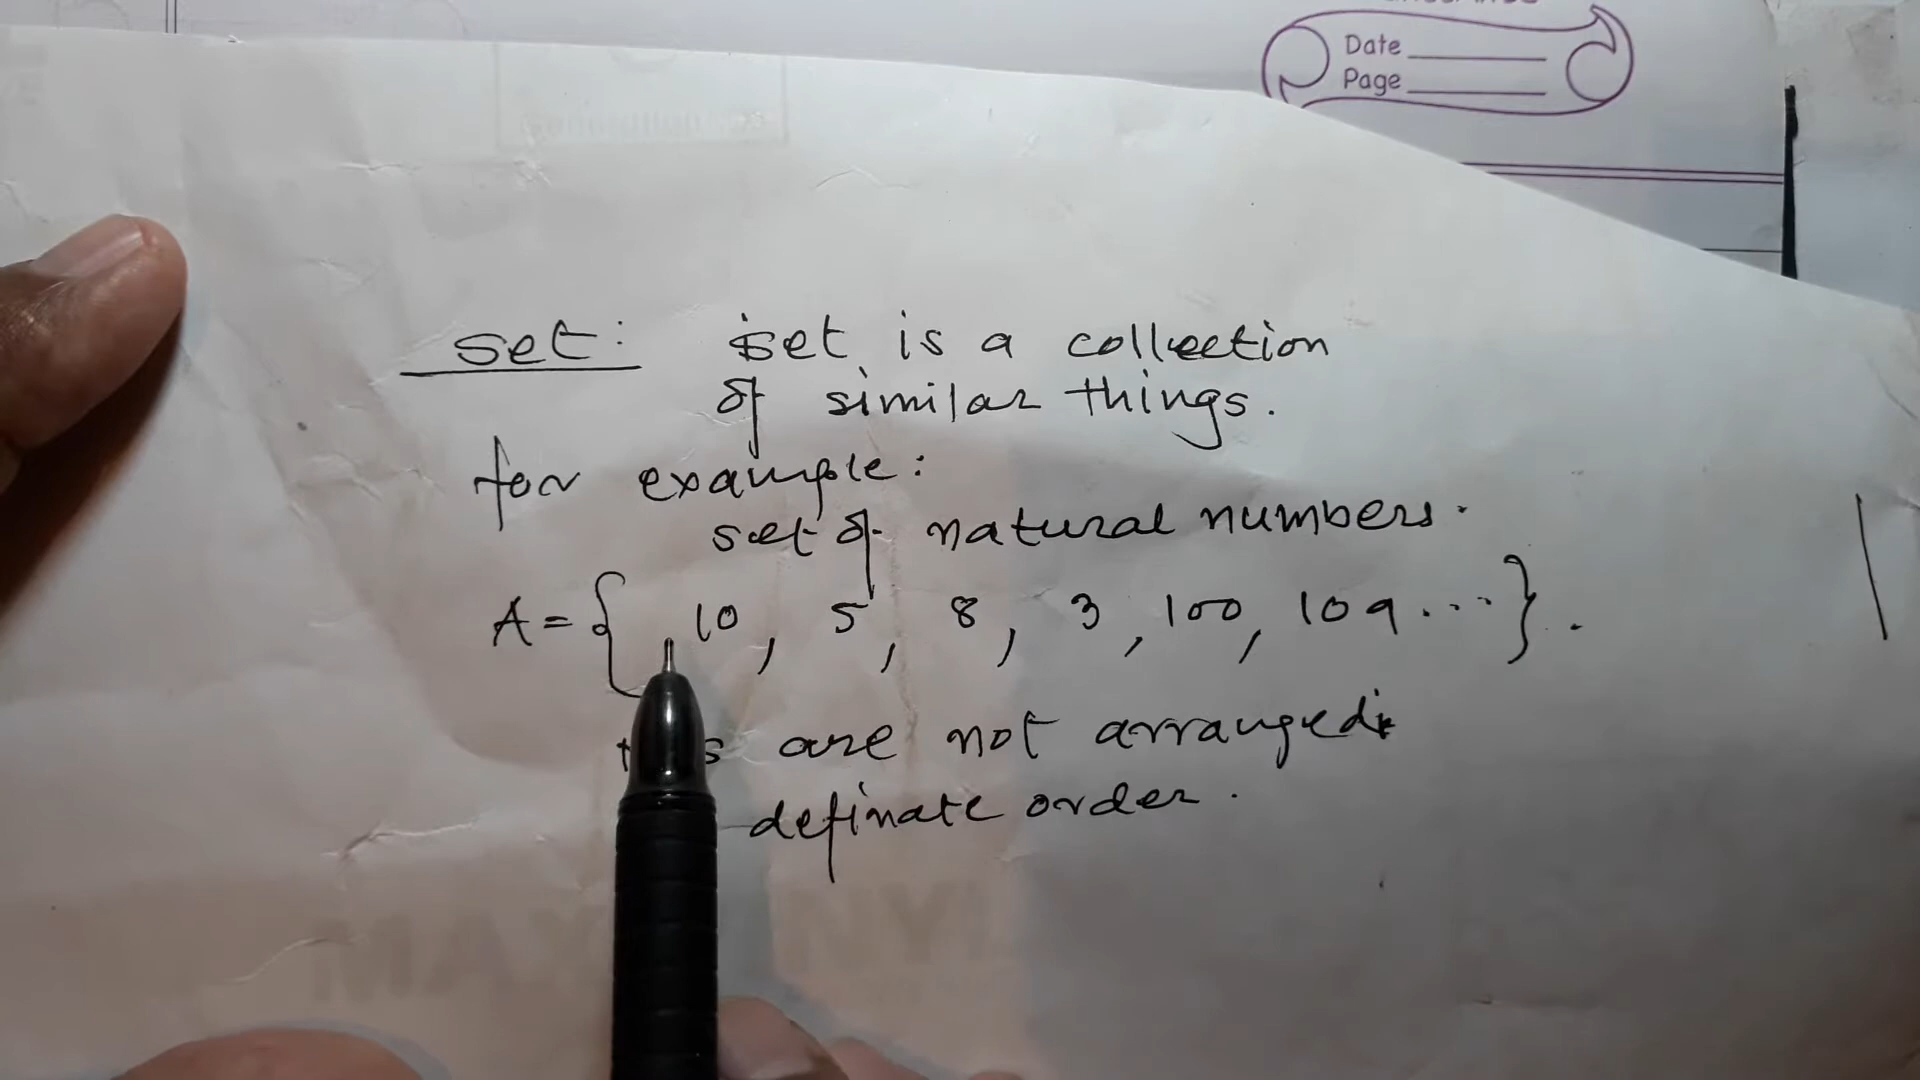 Date
Page
set: set is a collection
of similar things.
for example:
set of natural numbers.
A = { 10, 5, 8, 3, 100, 109 ... }.
are not arranged
definate order.